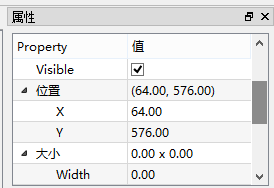 属性
Property 值
Visible
位置 (64.00, 576.00)
X 64.00
Y 576.00
大小 0.00 x 0.00
Width 0.00